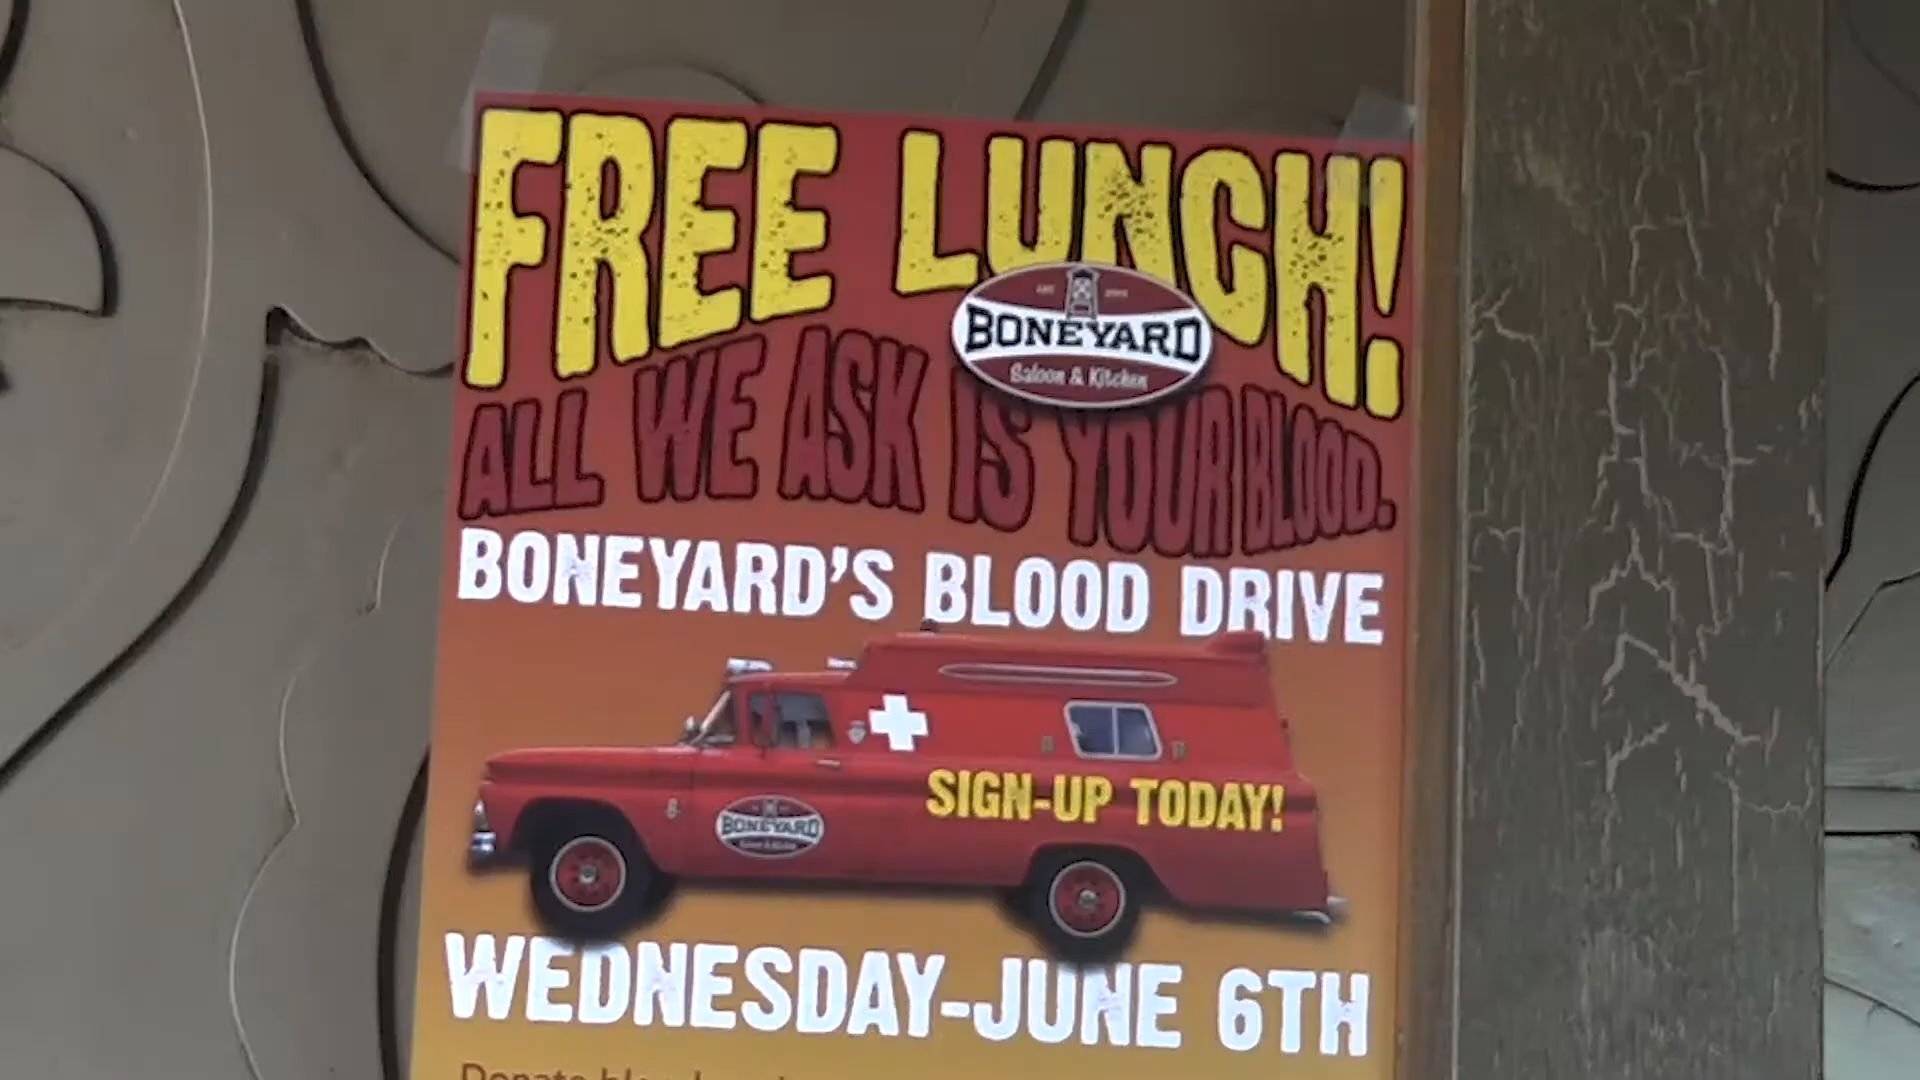 FREE LUNCH!
BONEYARD
Saloon & Kitchen
ALL WE ASK IS YOUR BLOOD.
BONEYARD'S BLOOD DRIVE
SIGN-UP TODAY!
BONEYARD
WEDNESDAY-JUNE 6TH
Donate